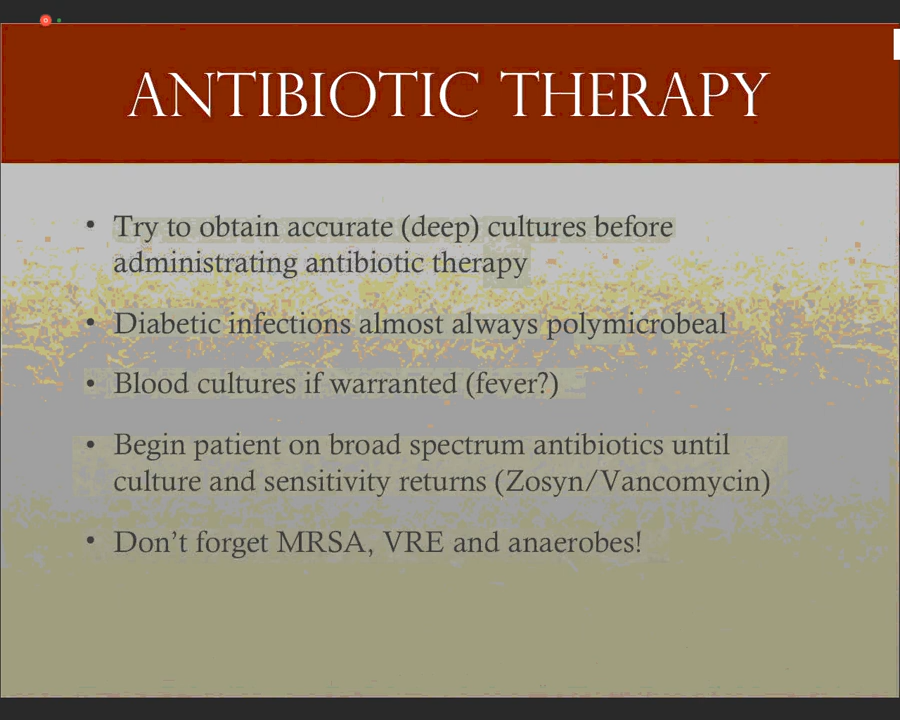 ANTIBIOTIC THERAPY
• Try to obtain accurate (deep) cultures before
administrating antibiotic therapy
• Diabetic infections almost always polymicrobeal
• Blood cultures if warranted (fever?)
• Begin patient on broad spectrum antibiotics until
culture and sensitivity returns (Zosyn/Vancomycin)
• Don’t forget MRSA, VRE and anaerobes!